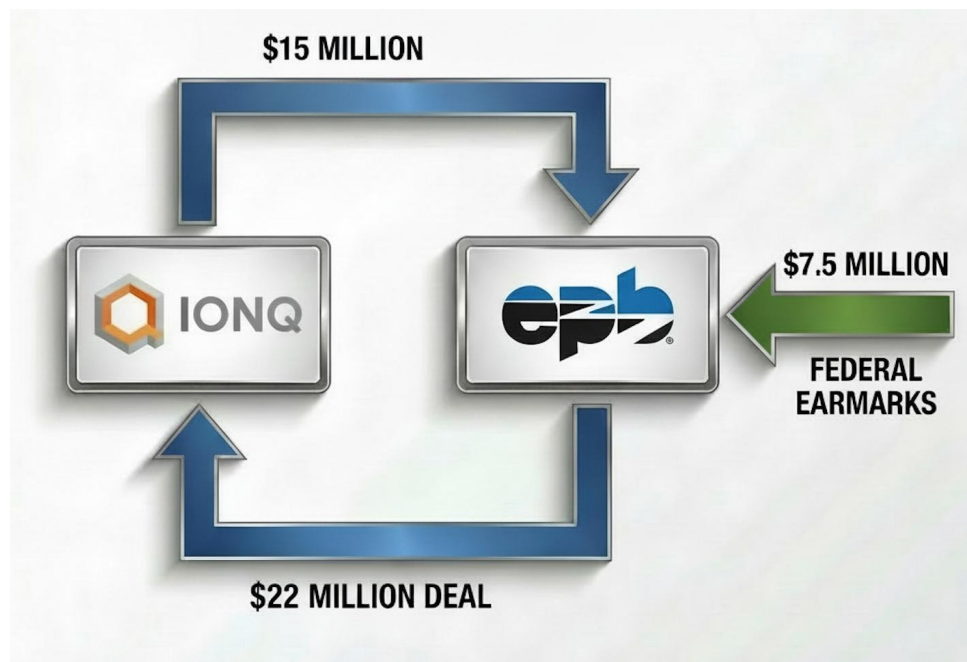 $15 MILLION
IONQ
epb®
$7.5 MILLION
FEDERAL
EARMARKS
$22 MILLION DEAL